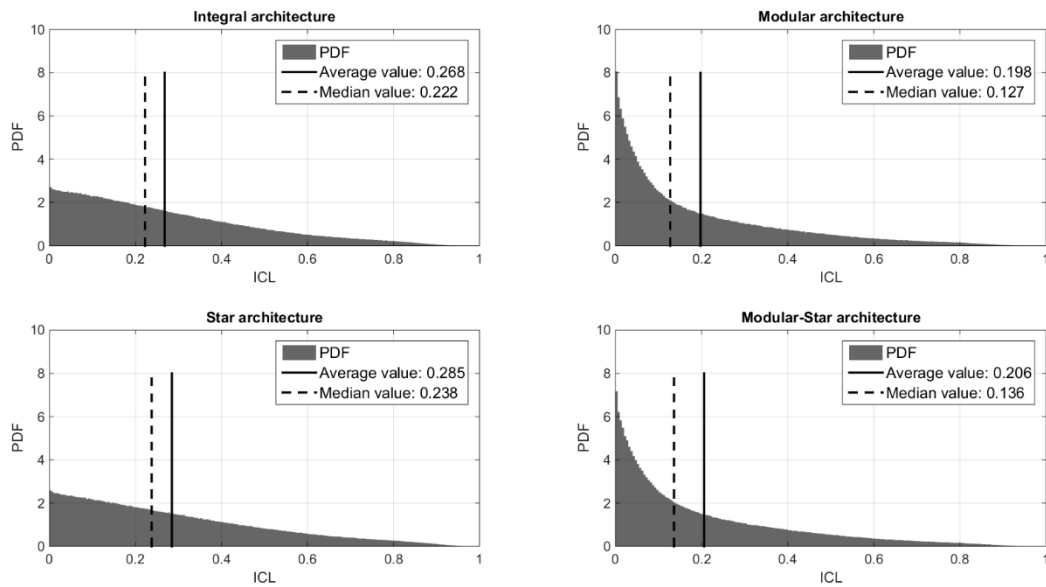 Integral architecture
10
8
6
4
2
0
PDF
PDF
Average value: 0.268
Median value: 0.222
0
0.2
0.4
0.6
0.8
1
ICL
Modular architecture
10
8
6
4
2
0
PDF
PDF
Average value: 0.198
Median value: 0.127
0
0.2
0.4
0.6
0.8
1
ICL
Star architecture
10
8
6
4
2
0
PDF
PDF
Average value: 0.285
Median value: 0.238
0
0.2
0.4
0.6
0.8
1
ICL
Modular-Star architecture
10
8
6
4
2
0
PDF
PDF
Average value: 0.206
Median value: 0.136
0
0.2
0.4
0.6
0.8
1
ICL